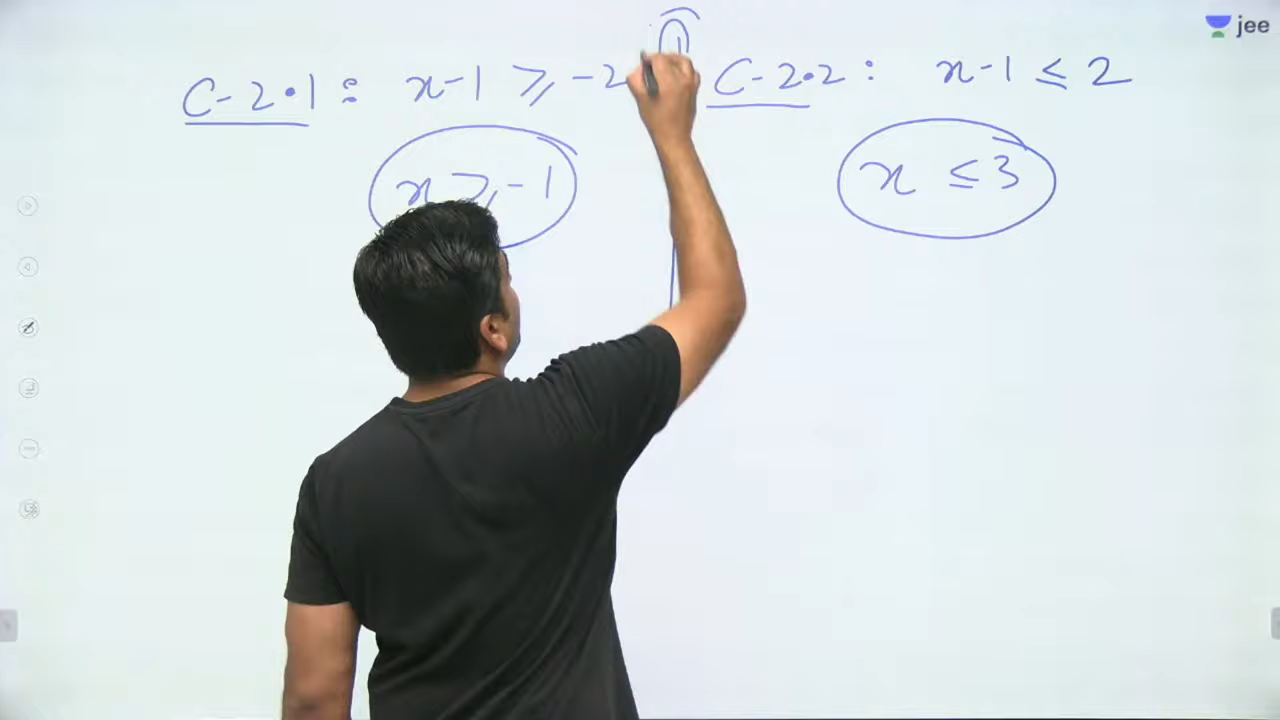 C-2•1 : x-1 ≥ -2
x ≥ -1
C-2•2 : x-1 ≤ 2
x ≤ 3
jee